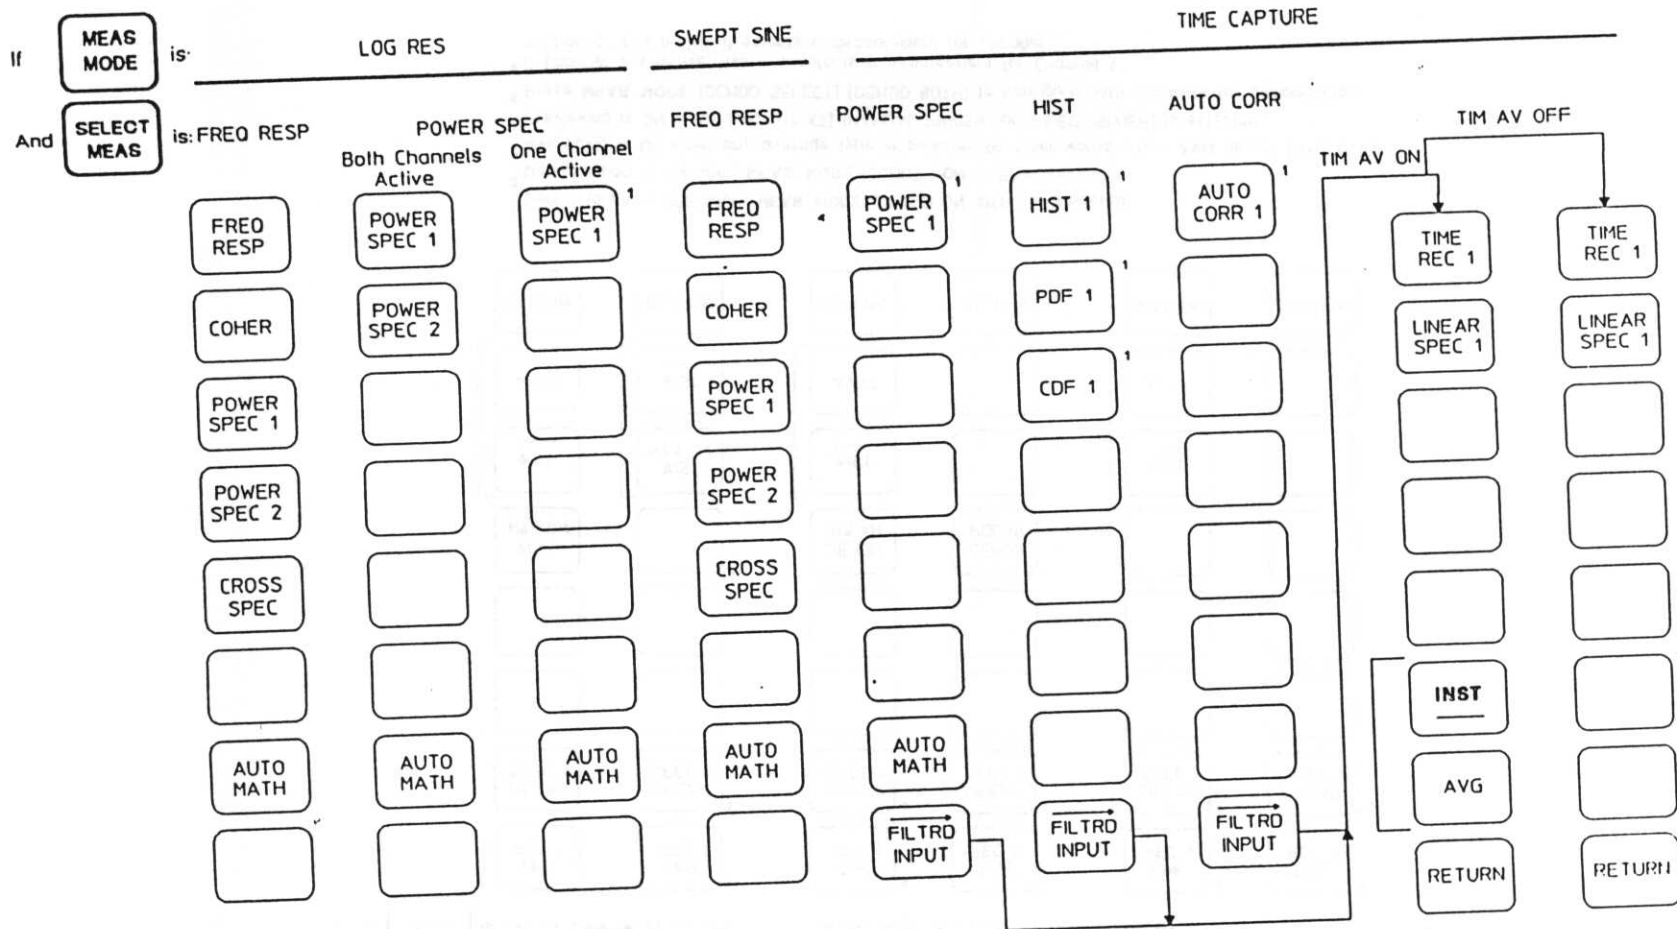 If MEAS MODE is: LOG RES SWEPT SINE TIME CAPTURE
And SELECT MEAS is: FREQ RESP POWER SPEC FREQ RESP POWER SPEC HIST AUTO CORR
Both Channels Active One Channel Active TIM AV ON TIM AV OFF
FREQ RESP
COHER
POWER SPEC 1
POWER SPEC 2
CROSS SPEC
AUTO MATH
POWER SPEC 1
POWER SPEC 2
AUTO MATH
POWER SPEC 1 1
AUTO MATH
FREQ RESP
COHER
POWER SPEC 1
POWER SPEC 2
CROSS SPEC
AUTO MATH
POWER SPEC 1 1
AUTO MATH
FILTRD INPUT
HIST 1 1
PDF 1 1
CDF 1 1
FILTRD INPUT
AUTO CORR 1 1
FILTRD INPUT
TIME REC 1
LINEAR SPEC 1
INST
AVG
RETURN
TIME REC 1
LINEAR SPEC 1
RETURN